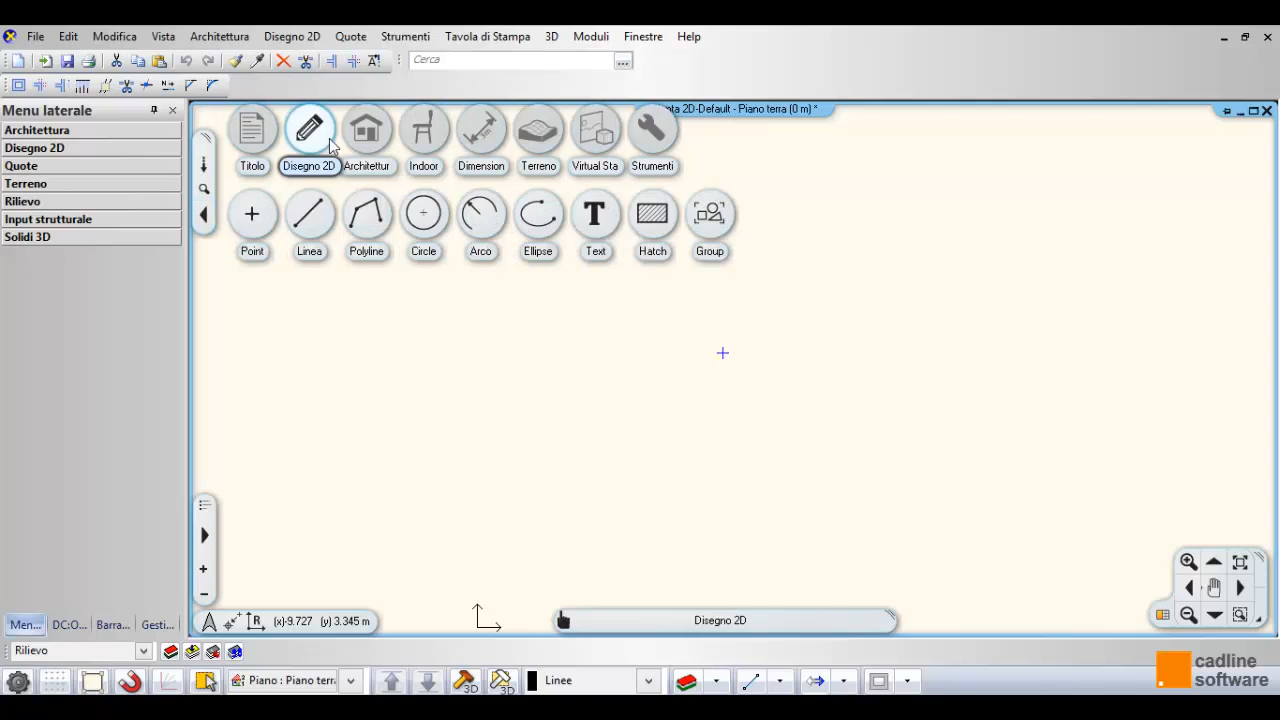 File Edit Modifica Vista Architettura Disegno 2D Quote Strumenti Tavola di Stampa 3D Moduli Finestre Help
Cerca
Menu laterale
Architettura
Disegno 2D
Quote
Terreno
Rilievo
Input strutturale
Solidi 3D
2D-Default - Piano terra (0 m) *
Titolo Disegno 2D Architettur Indoor Dimension Terreno Virtual Sta Strumenti
Point Linea Polyline Circle Arco Ellipse Text Hatch Group
Men... DC:O... Barra... Gesti...
R (x)-9.727 (y) 3.345 m
Disegno 2D
Rilievo
Piano : Piano terra
3D 3D
Linee
cadline
software